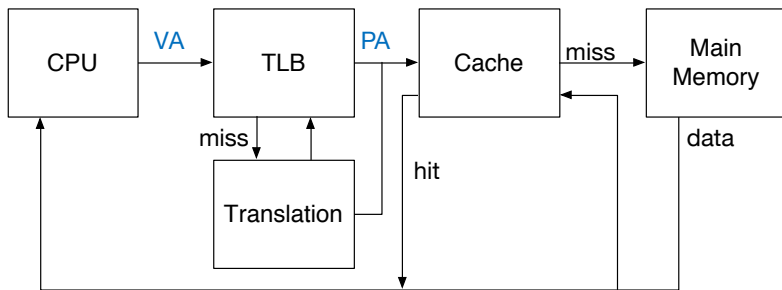 VA
PA
CPU
TLB
Cache
miss
Main
Memory
miss
data
hit
Translation